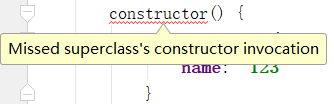 constructor() {
Missed superclass's constructor invocation
name: "123"
}